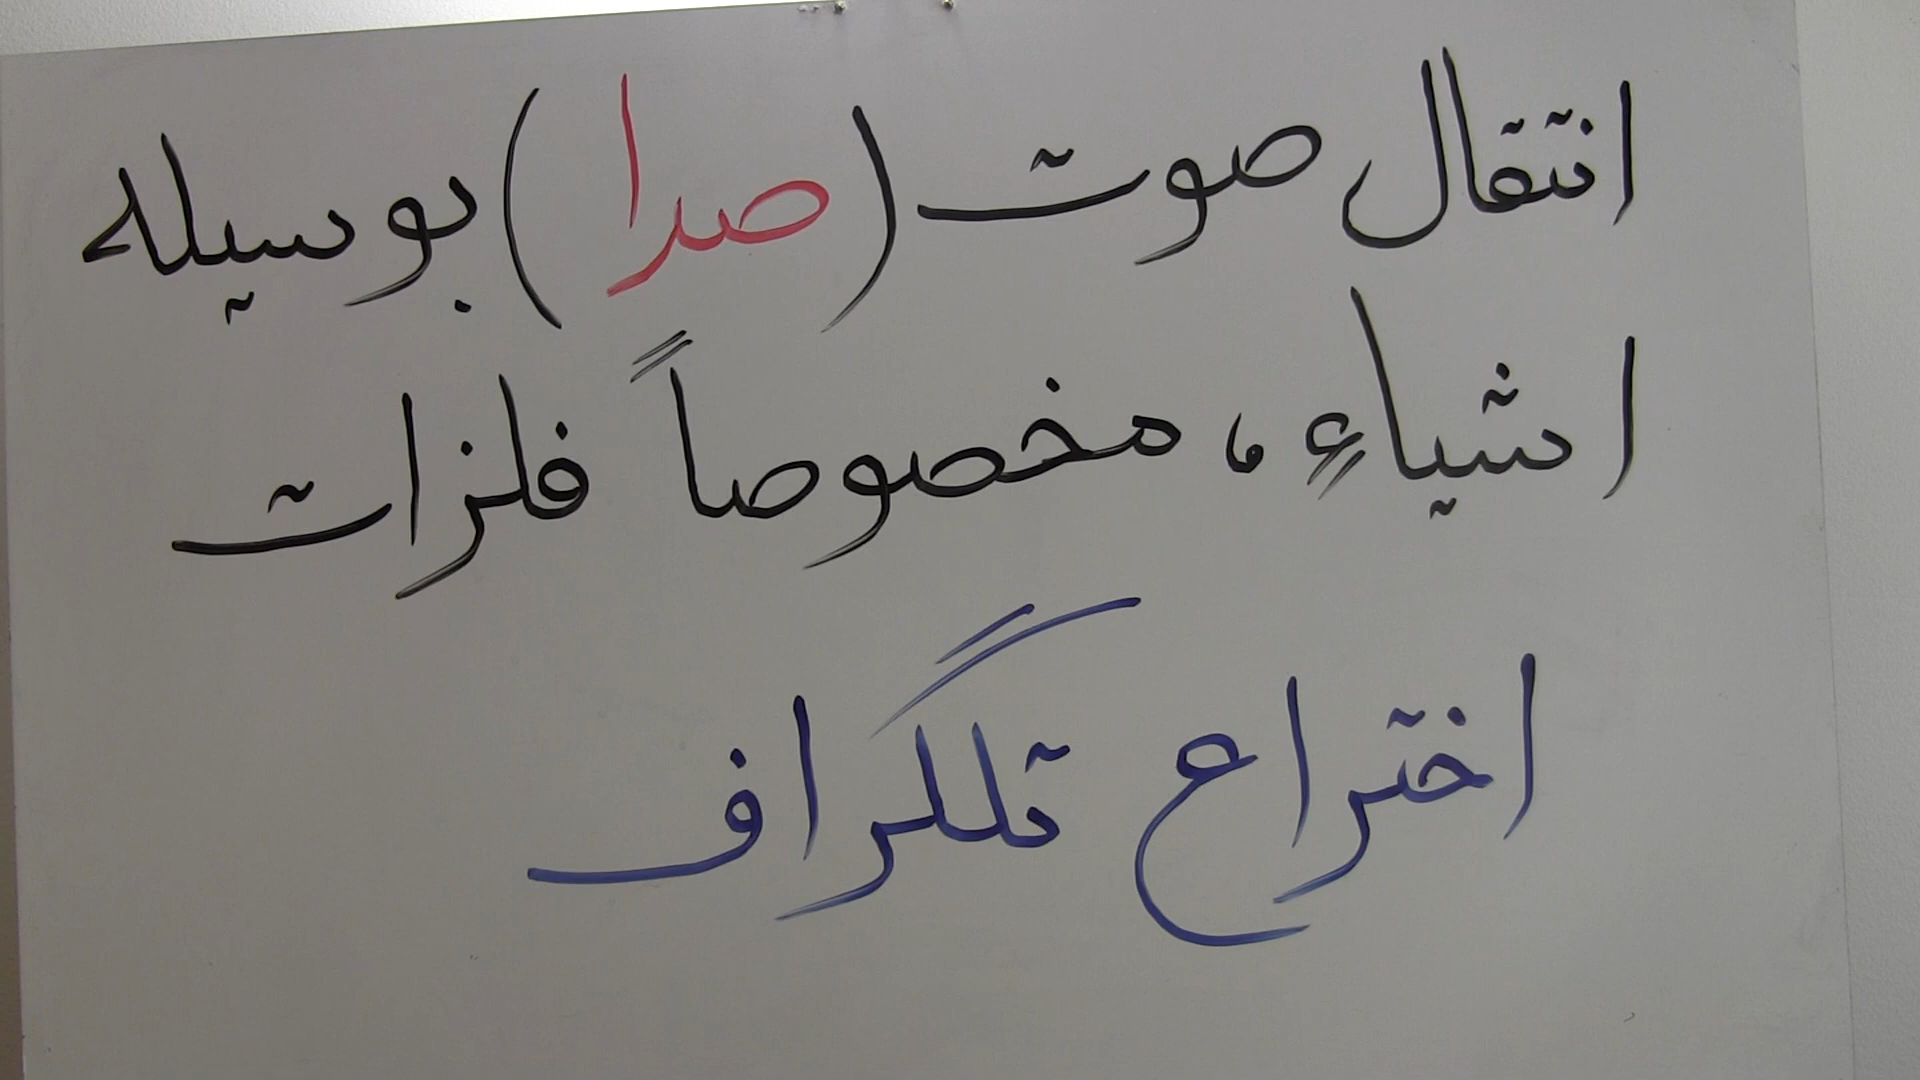 انتقال صوت (صدا) بوسیله
اشیاءِ، مخصوصاً فلزات
اختراع تلگراف